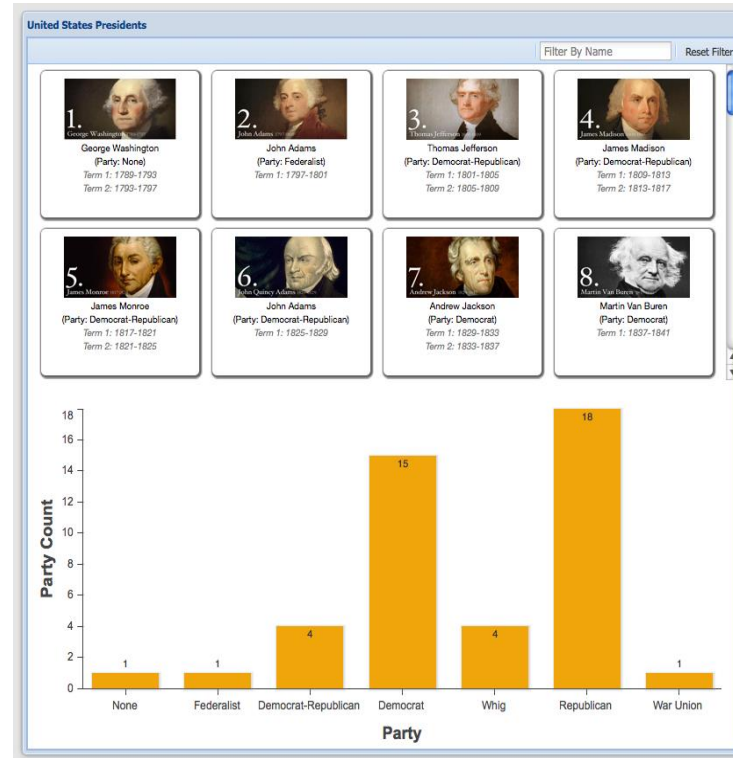 United States Presidents
Filter By Name
Reset Filter
1.
George Washington
George Washington
(Party: None)
Term 1: 1789-1793
Term 2: 1793-1797
2.
John Adams
John Adams
(Party: Federalist)
Term 1: 1797-1801
3.
Thomas Jefferson
Thomas Jefferson
(Party: Democrat-Republican)
Term 1: 1801-1805
Term 2: 1805-1809
4.
James Madison
James Madison
(Party: Democrat-Republican)
Term 1: 1809-1813
Term 2: 1813-1817
5.
James Monroe
James Monroe
(Party: Democrat-Republican)
Term 1: 1817-1821
Term 2: 1821-1825
6.
John Quincy Adams
John Adams
(Party: Democrat-Republican)
Term 1: 1825-1829
7.
Andrew Jackson
Andrew Jackson
(Party: Democrat)
Term 1: 1829-1833
Term 2: 1833-1837
8.
Martin Van Buren
Martin Van Buren
(Party: Democrat)
Term 1: 1837-1841
Party Count
18
16
14
12
10
8
6
4
2
0
1
1
4
15
4
18
1
None
Federalist
Democrat-Republican
Democrat
Whig
Republican
War Union
Party